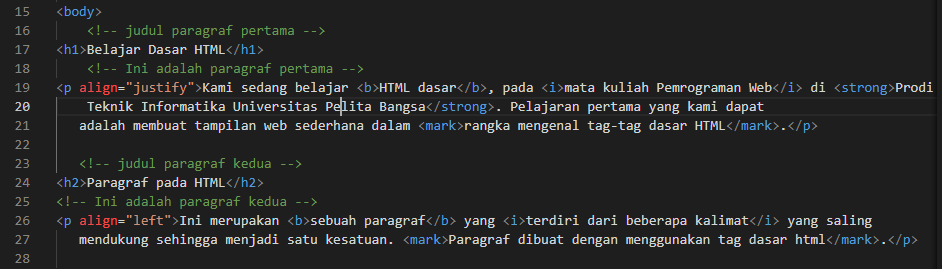 15 <body>
16 <!-- judul paragraf pertama -->
17 <h1>Belajar Dasar HTML</h1>
18 <!-- Ini adalah paragraf pertama -->
19 <p align="justify">Kami sedang belajar <b>HTML dasar</b>, pada <i>mata kuliah Pemrograman Web</i> di <strong>Prodi
20 Teknik Informatika Universitas Pelita Bangsa</strong>. Pelajaran pertama yang kami dapat
21 adalah membuat tampilan web sederhana dalam <mark>rangka mengenal tag-tag dasar HTML</mark>.</p>
22
23 <!-- judul paragraf kedua -->
24 <h2>Paragraf pada HTML</h2>
25 <!-- Ini adalah paragraf kedua -->
26 <p align="left">Ini merupakan <b>sebuah paragraf</b> yang <i>terdiri dari beberapa kalimat</i> yang saling
27 mendukung sehingga menjadi satu kesatuan. <mark>Paragraf dibuat dengan menggunakan tag dasar html</mark>.</p>
28